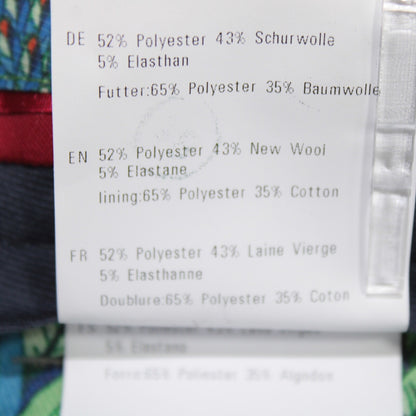 DE 52% Polyester 43% Schurwolle
5% Elasthan
Futter:65% Polyester 35% Baumwolle
EN 52% Polyester 43% New Wool
5% Elastane
lining:65% Polyester 35% Cotton
FR 52% Polyester 43% Laine Vierge
5% Elasthanne
Doublure:65% Polyester 35% Coton
5% Elastano
Forro:65% Poliester 35% Algodon